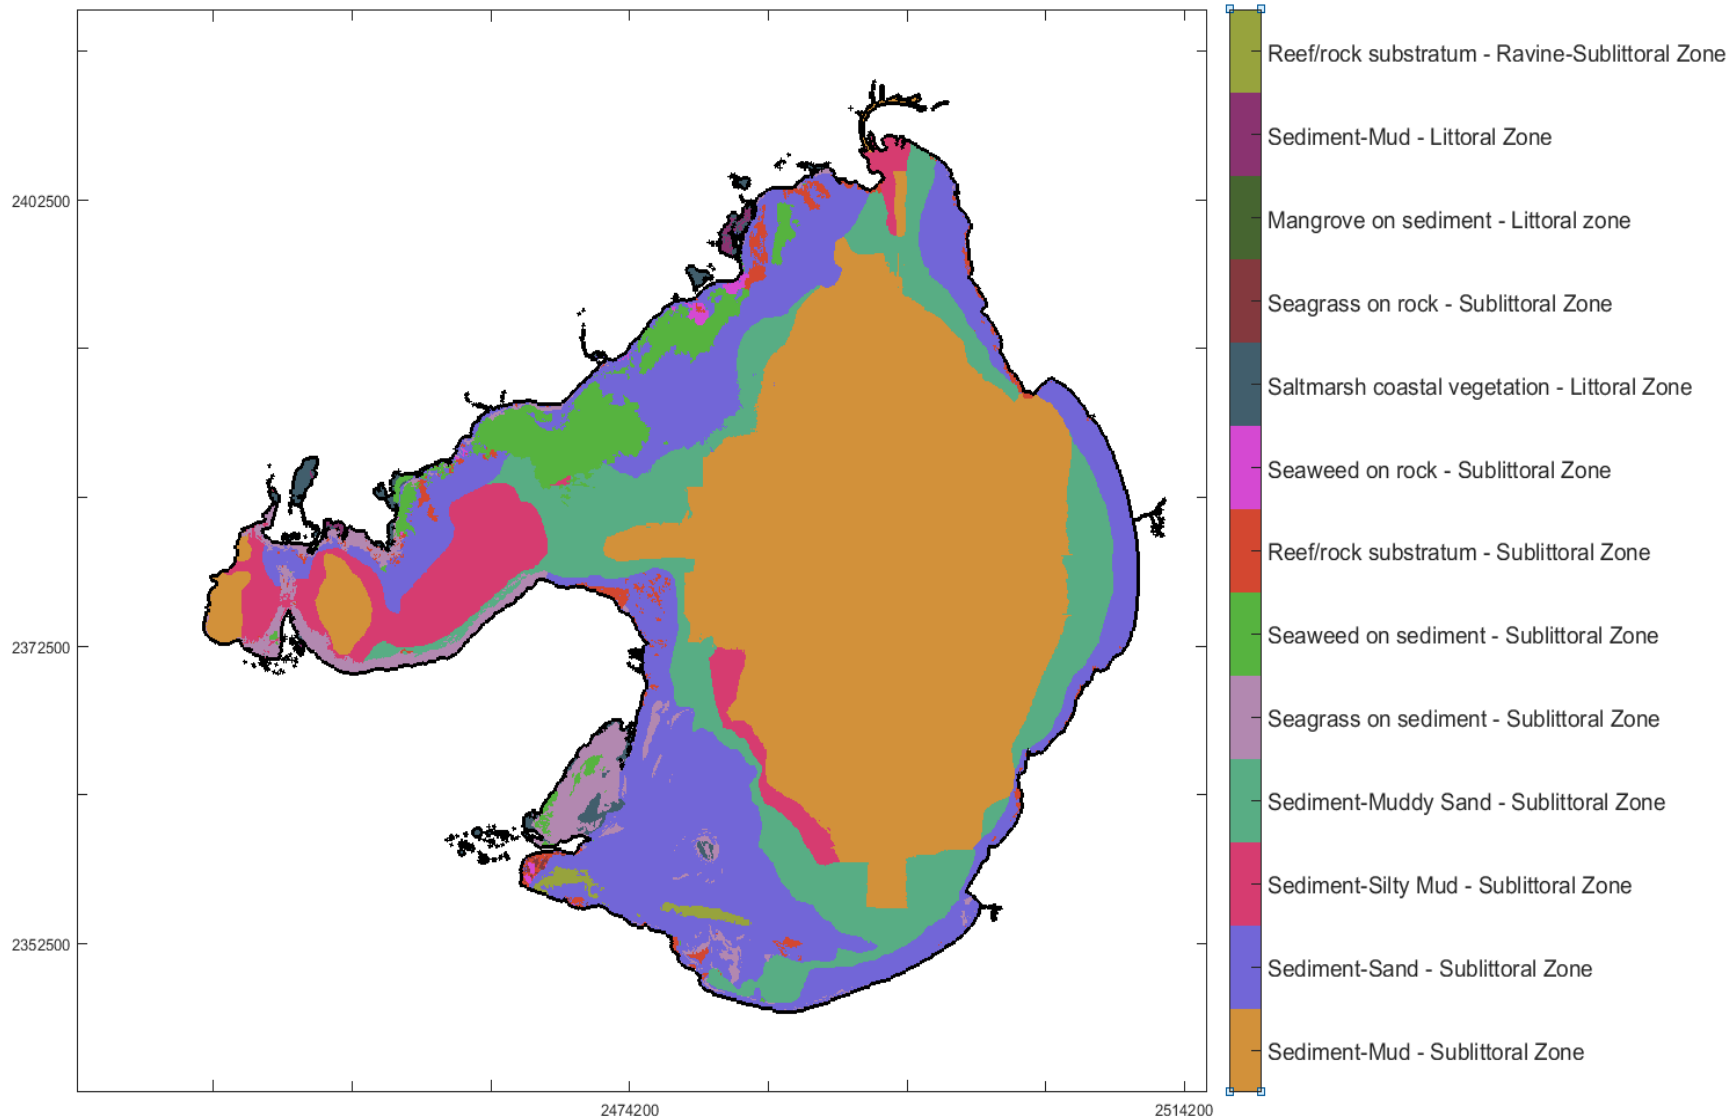 Reef/rock substratum - Ravine-Sublittoral Zone
Sediment-Mud - Littoral Zone
2402500
Mangrove on sediment - Littoral zone
Seagrass on rock - Sublittoral Zone
Saltmarsh coastal vegetation - Littoral Zone
Seaweed on rock - Sublittoral Zone
Reef/rock substratum - Sublittoral Zone
Seaweed on sediment - Sublittoral Zone
2372500
Seagrass on sediment - Sublittoral Zone
Sediment-Muddy Sand - Sublittoral Zone
Sediment-Silty Mud - Sublittoral Zone
2352500
Sediment-Sand - Sublittoral Zone
Sediment-Mud - Sublittoral Zone
2474200
2514200